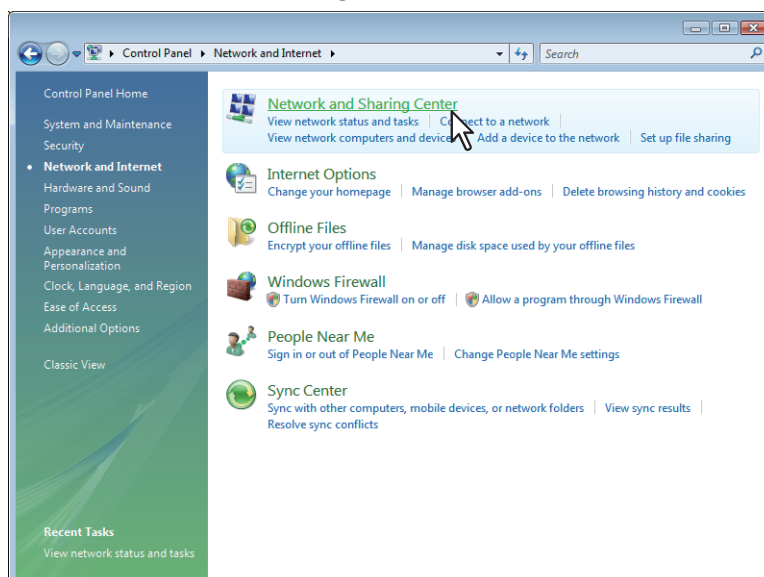 Control Panel Network and Internet
Search
Control Panel Home
System and Maintenance
Security
Network and Internet
Hardware and Sound
Programs
User Accounts
Appearance and
Personalization
Clock, Language, and Region
Ease of Access
Additional Options
Classic View
Recent Tasks
View network status and tasks
Network and Sharing Center
View network status and tasks | Connect to a network |
View network computers and devices | Add a device to the network | Set up file sharing
Internet Options
Change your homepage | Manage browser add-ons | Delete browsing history and cookies
Offline Files
Encrypt your offline files | Manage disk space used by your offline files
Windows Firewall
Turn Windows Firewall on or off | Allow a program through Windows Firewall
People Near Me
Sign in or out of People Near Me | Change People Near Me settings
Sync Center
Sync with other computers, mobile devices, or network folders | View sync results |
Resolve sync conflicts